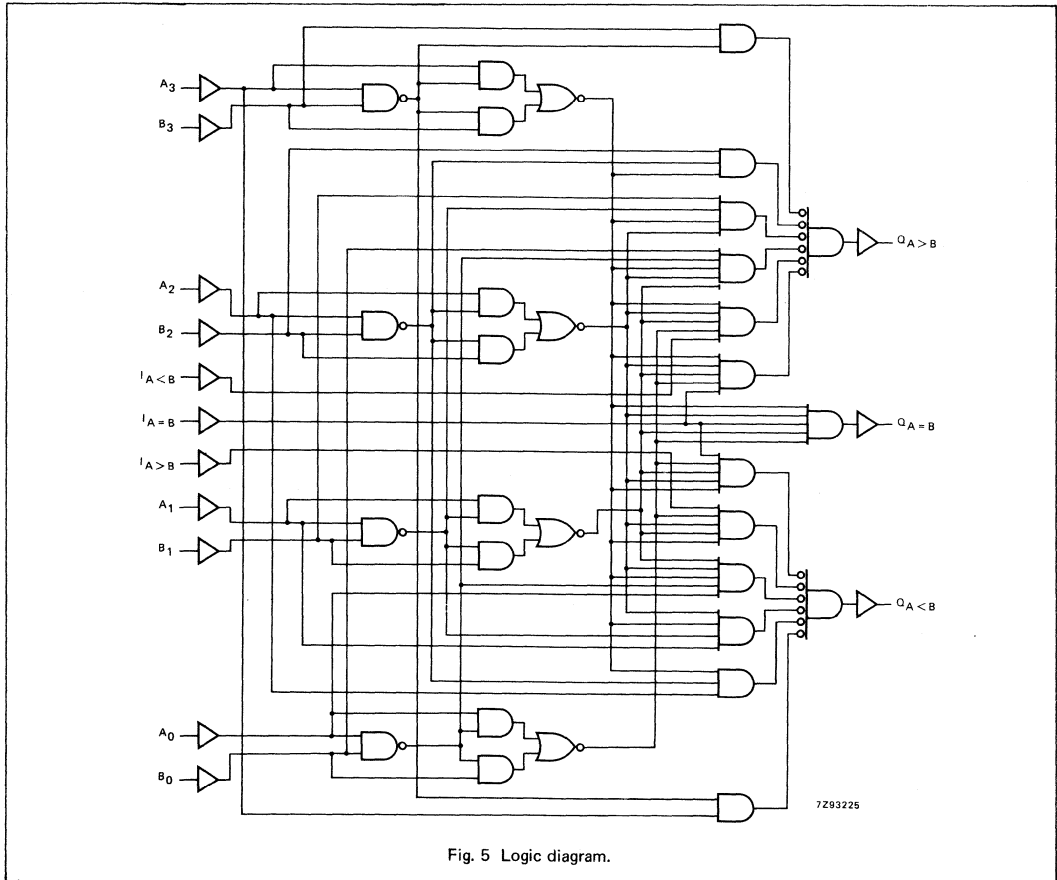 A3
B3
QA>B
A2
B2
IA<B
IA=B
QA=B
IA>B
A1
B1
QA<B
A0
B0
7Z93225
Fig. 5 Logic diagram.